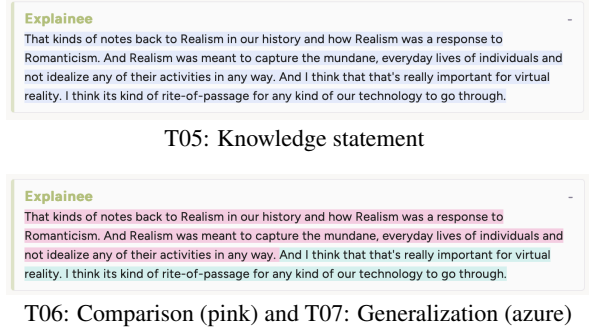 Explainee -
That kinds of notes back to Realism in our history and how Realism was a response to
Romanticism. And Realism was meant to capture the mundane, everyday lives of individuals and
not idealize any of their activities in any way. And I think that that's really important for virtual
reality. I think its kind of rite-of-passage for any kind of our technology to go through.
T05: Knowledge statement
Explainee -
That kinds of notes back to Realism in our history and how Realism was a response to
Romanticism. And Realism was meant to capture the mundane, everyday lives of individuals and
not idealize any of their activities in any way. And I think that that's really important for virtual
reality. I think its kind of rite-of-passage for any kind of our technology to go through.
T06: Comparison (pink) and T07: Generalization (azure)